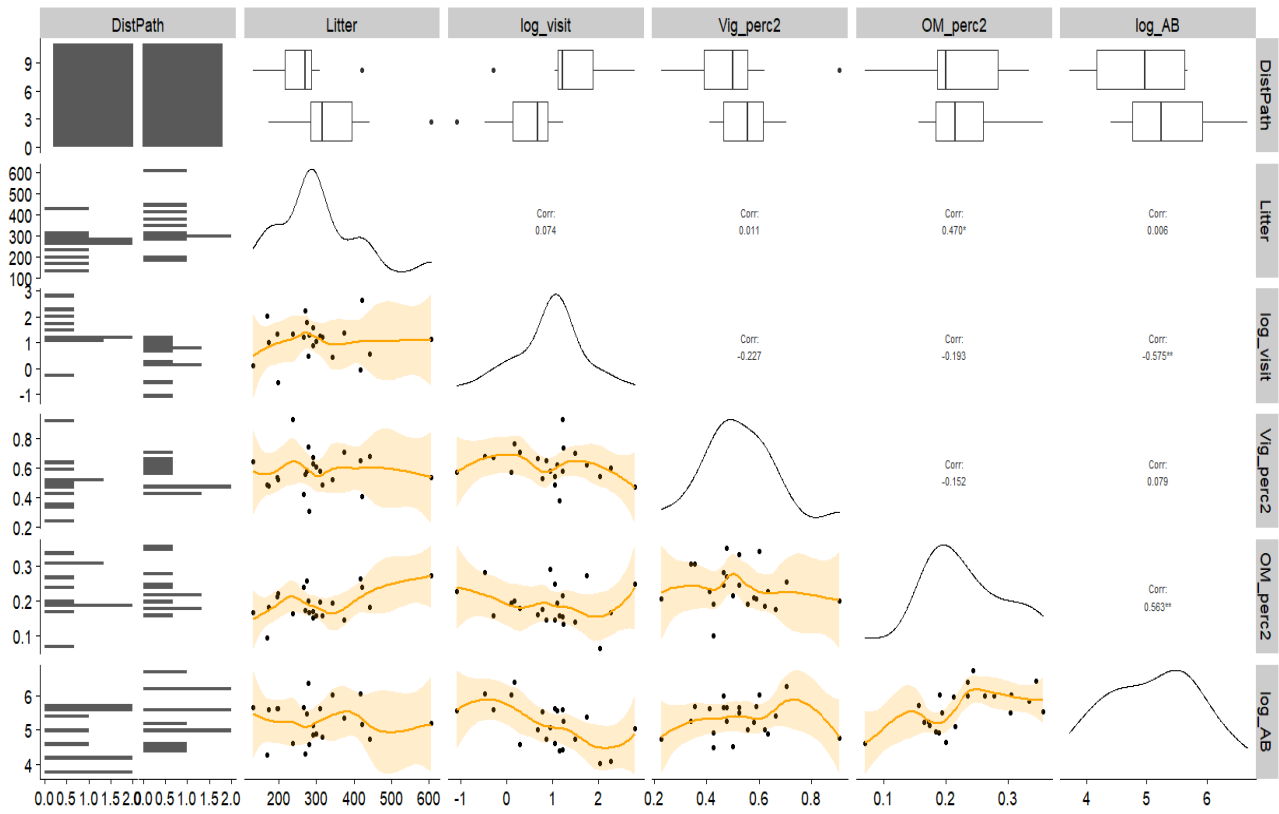 DistPath Litter log_visit Vig_perc2 OM_perc2 log_AB
9
6
3
0
DistPath
600
500
400
300
200
100
Corr:
0.074
Corr:
0.011
Corr:
0.470*
Corr:
0.006
Litter
3
2
1
0
-1
Corr:
-0.227
Corr:
-0.193
Corr:
-0.575**
log_visit
0.8
0.6
0.4
0.2
Corr:
-0.152
Corr:
0.079
Vig_perc2
0.3
0.2
0.1
Corr:
0.563**
OM_perc2
6
5
4
log_AB
0.0 0.5 1.0 1.5 2.0 0.0 0.5 1.0 1.5 2.0 200 300 400 500 600 -1 0 1 2 0.2 0.4 0.6 0.8 0.1 0.2 0.3 4 5 6